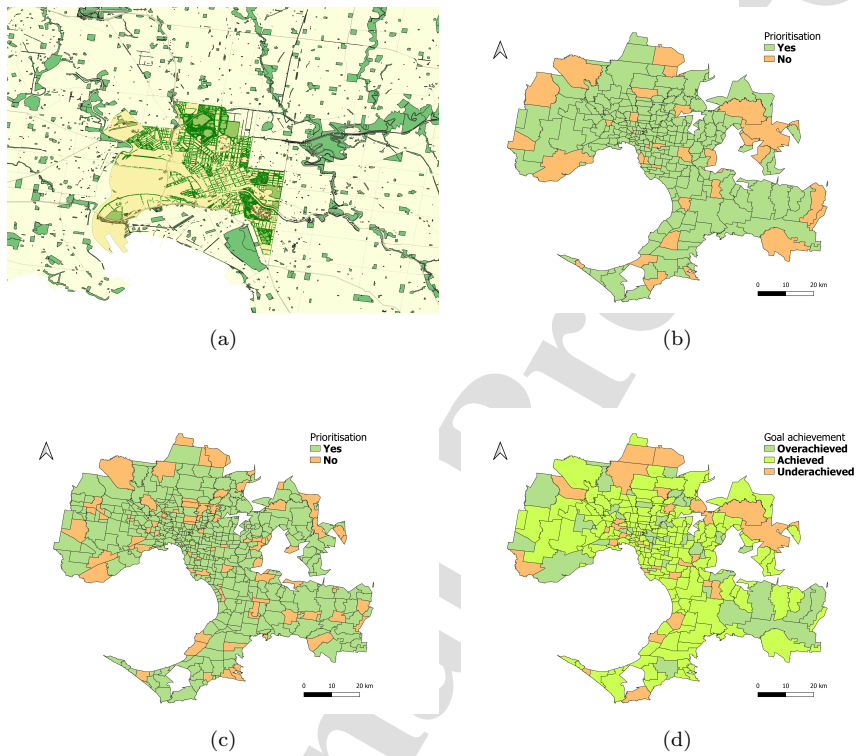 Prioritisation
Yes
No
0 10 20 km
(a)
(b)
Prioritisation
Yes
No
0 10 20 km
Goal achievement
Overachieved
Achieved
Underachieved
0 10 20 km
(c)
(d)